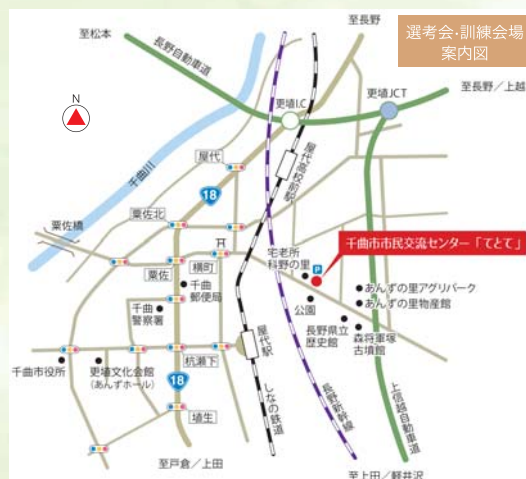 選考会・訓練会場
案内図
至長野
至松本
長野自動車道
更埴JCT
至長野／上越
更埴I.C
N
千曲川
屋代
屋代高校前駅
18
粟佐橋
粟佐北
千曲市市民交流センター「てとて」
宅老所
科野の里
P
粟佐
横町
千曲
郵便局
あんずの里アグリパーク
あんずの里物産館
公園
千曲
警察署
長野県立
歴史館
森将軍塚
古墳館
屋代駅
千曲市役所
更埴文化会館
(あんずホール)
杭瀬下
18
しなの鉄道
長野新幹線
上信越自動車道
埴生
至戸倉／上田
至上田／軽井沢